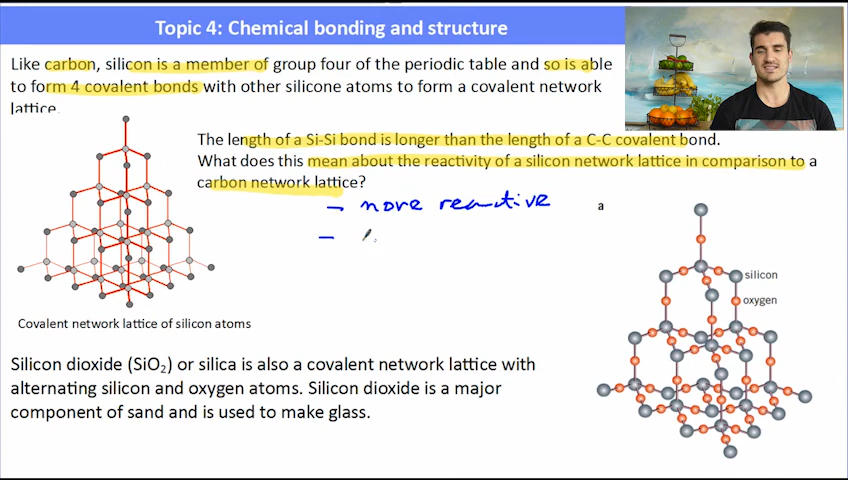 Topic 4: Chemical bonding and structure
Like carbon, silicon is a member of group four of the periodic table and so is able
to form 4 covalent bonds with other silicone atoms to form a covalent network
lattice.
The length of a Si-Si bond is longer than the length of a C-C covalent bond.
What does this mean about the reactivity of a silicon network lattice in comparison to a
carbon network lattice?
- more reactive
-
a
silicon
oxygen
Covalent network lattice of silicon atoms
Silicon dioxide (SiO₂) or silica is also a covalent network lattice with
alternating silicon and oxygen atoms. Silicon dioxide is a major
component of sand and is used to make glass.